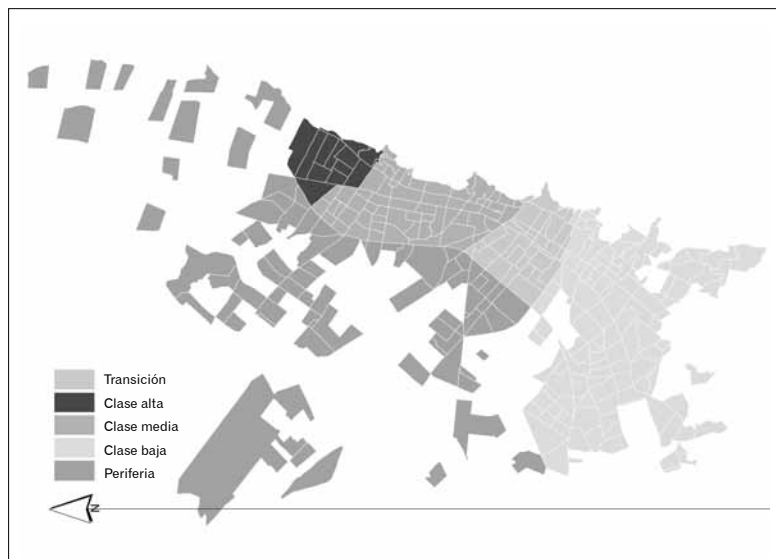 Transición
Clase alta
Clase media
Clase baja
Periferia
N